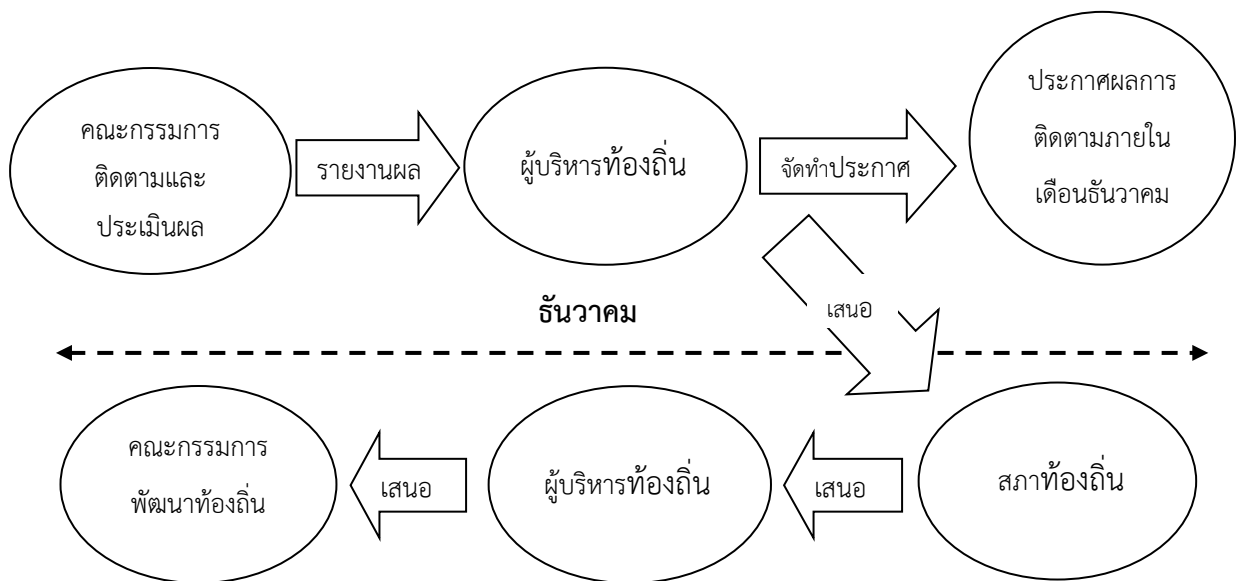 คณะกรรมการ
ติดตามและ
ประเมินผล
รายงานผล
ผู้บริหารท้องถิ่น
จัดทำประกาศ
ประกาศผลการ
ติดตามภายใน
เดือนธันวาคม
เสนอ
ธันวาคม
สภาท้องถิ่น
เสนอ
ผู้บริหารท้องถิ่น
เสนอ
คณะกรรมการ
พัฒนาท้องถิ่น